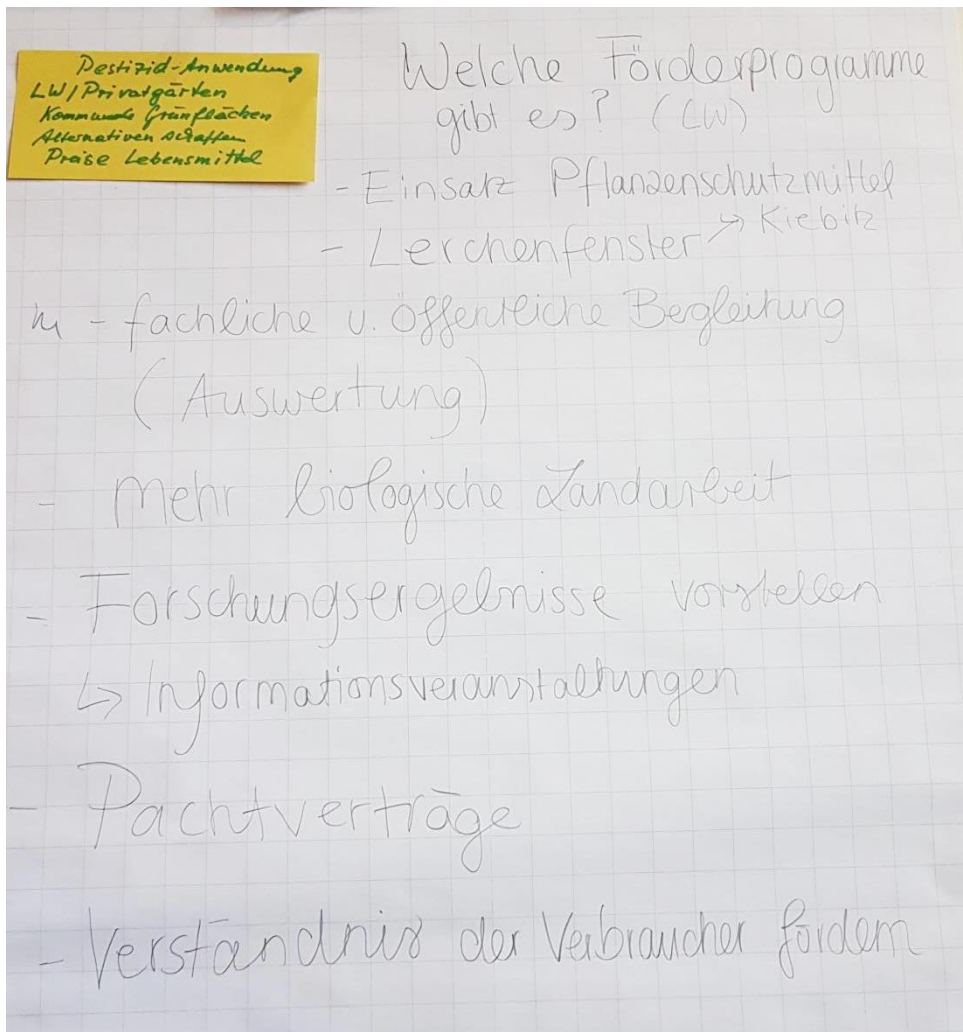 Pestizid-Anwendung
LW/Privatgärten
Kommunale Grünflächen
Alternativen schaffen
Preise Lebensmittel
Welche Förderprogramme
gibt es? (LW)
- Einsatz Pflanzenschutzmittel
- Lerchenfenster → Kiebitz
- fachliche u. öffentliche Begleitung
(Auswertung)
- mehr biologische Landarbeit
- Forschungsergebnisse vorstellen
↳ Informationsveranstaltungen
- Pachtverträge
- Verständnis der Verbraucher fördern